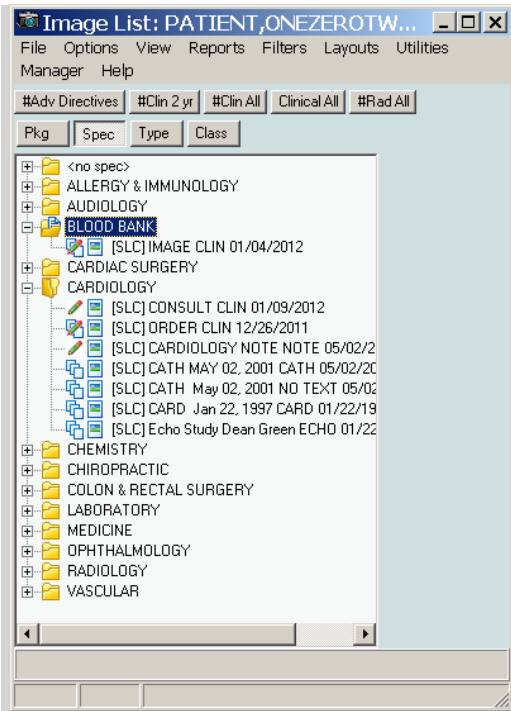 Image List: PATIENT,ONEZEROTW...
File Options View Reports Filters Layouts Utilities
Manager Help
#Adv Directives #Clin 2 yr #Clin All Clinical All #Rad All
Pkg Spec Type Class
<no spec>
ALLERGY & IMMUNOLOGY
AUDIOLOGY
BLOOD BANK
[SLC] IMAGE CLIN 01/04/2012
CARDIAC SURGERY
CARDIOLOGY
[SLC] CONSULT CLIN 01/09/2012
[SLC] ORDER CLIN 12/26/2011
[SLC] CARDIOLOGY NOTE NOTE 05/02/2
[SLC] CATH MAY 02, 2001 CATH 05/02/20
[SLC] CATH May 02, 2001 NO TEXT 05/02
[SLC] CARD Jan 22, 1997 CARD 01/22/19
[SLC] Echo Study Dean Green ECHO 01/22
CHEMISTRY
CHIROPRACTIC
COLON & RECTAL SURGERY
LABORATORY
MEDICINE
OPHTHALMOLOGY
RADIOLOGY
VASCULAR